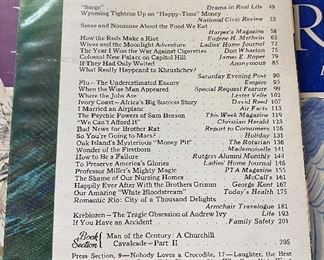 "Sarge" Drama in Real Life 49
Wyoming Tightens Up on "Happy-Time" Money
National Civic Review 53
Sense and Nonsense About the Food We Eat
Harper's Magazine 58
How the Reds Make a Riot Eugene H. Methvin 63
Wives and the Moonlight Adventure Ladies' Home Journal 70
The Year I Won the War Against Cigarettes Don Wharton 75
Colonial New Palace on Capitol Hill James E. Roper 79
If They Had Only Waited Anonymous 85
What Really Happened to Khrushchev?
Saturday Evening Post 90
Flu—The Underestimated Enemy Empire 95
When the Wise Man Appeared Special Request Feature 99
Where the Jobs Are Lester Velie 102
Ivory Coast—Africa's Big Success Story David Reed 107
I Married an Airplane Air Facts 113
The Psychic Powers of Sam Benson This Week Magazine 119
"We Can't Afford It" Christian Herald 123
Bad News for Brother Rat Report to Consumers 126
So You're Going to Mars? Holiday 131
Oak Island's Mysterious "Money Pit" The Rotarian 136
Wonder of the Firstborn Mademoiselle 141
How to Be a Failure Rutgers Alumni Monthly 144
To Preserve America's Glories Ladies' Home Journal 146
Professor Miller's Mighty Magic PTA Magazine 155
The Shame of Our Nursing Homes McCall's 161
Happily Ever After With the Brothers Grimm George Kent 167
Our Amazing "White Bloodstream" Today's Health 175
Romantic Rio: City of a Thousand Delights
Armchair Travelogue 181
Krebiozen—The Tragic Obsession of Andrew Ivy Life 193
If You Have an Accident Family Safety 201
Book Section Man of the Century: A Churchill
Cavalcade—Part II 205
Press Section, 9—Nobody Loves a Crocodile, 17—Laughter, the Best
R